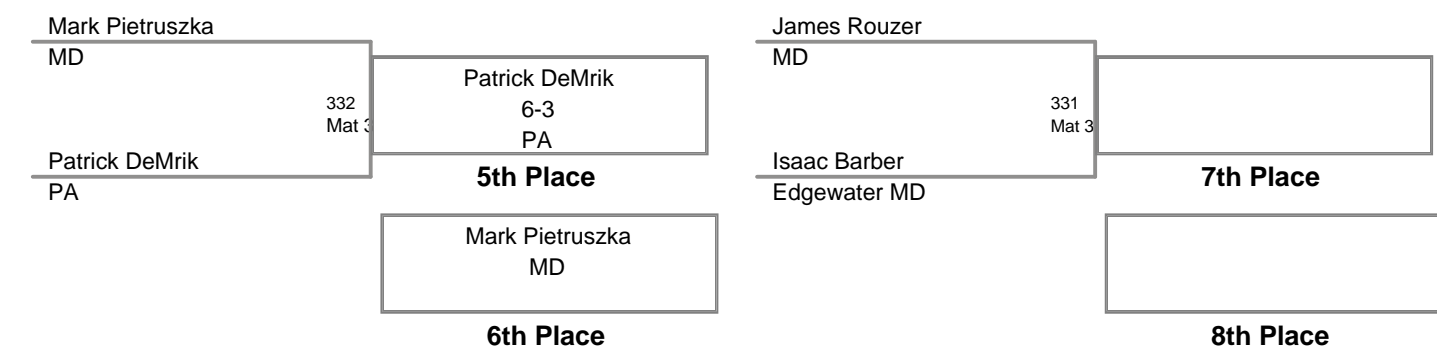 Mark Pietruszka
MD
332
Mat 3
Patrick DeMrik
PA
Patrick DeMrik
6-3
PA
5th Place
Mark Pietruszka
MD
6th Place
James Rouzer
MD
331
Mat 3
Isaac Barber
Edgewater MD
7th Place
8th Place